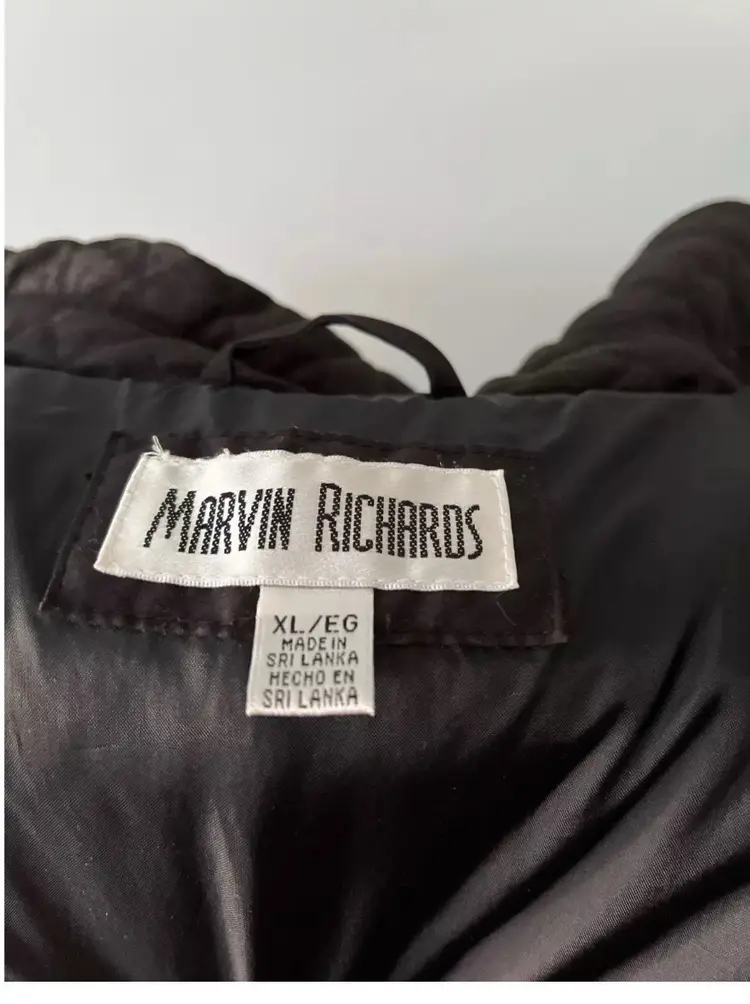 MARVIN RICHARDS
XL/EG
MADE IN
SRI LANKA
HECHO EN
SRI LANKA